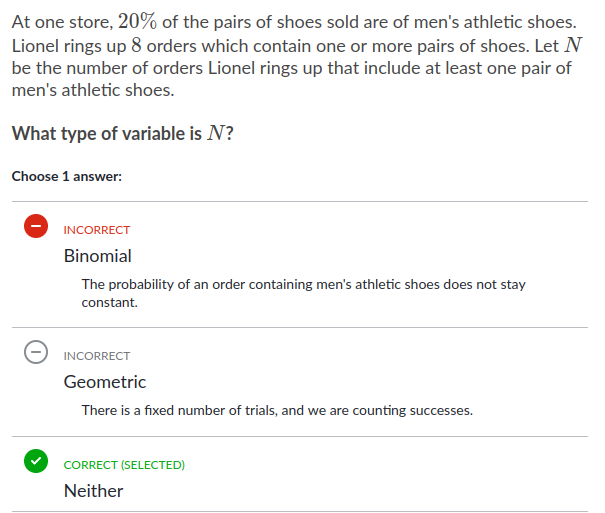 At one store, 20% of the pairs of shoes sold are of men's athletic shoes.
Lionel rings up 8 orders which contain one or more pairs of shoes. Let N
be the number of orders Lionel rings up that include at least one pair of
men's athletic shoes.
What type of variable is N?
Choose 1 answer:
INCORRECT
Binomial
The probability of an order containing men's athletic shoes does not stay
constant.
INCORRECT
Geometric
There is a fixed number of trials, and we are counting successes.
CORRECT (SELECTED)
Neither